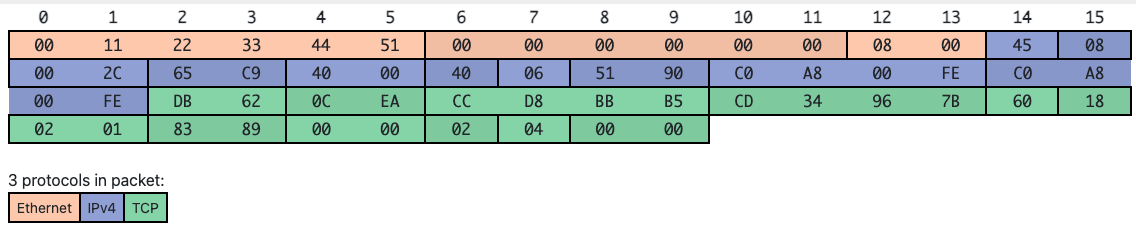 0 1 2 3 4 5 6 7 8 9 10 11 12 13 14 15
00 11 22 33 44 51 00 00 00 00 00 00 08 00 45 08
00 2C 65 C9 40 00 40 06 51 90 C0 A8 00 FE C0 A8
00 FE DB 62 0C EA CC D8 BB B5 CD 34 96 7B 60 18
02 01 83 89 00 00 02 04 00 00
3 protocols in packet:
Ethernet IPv4 TCP